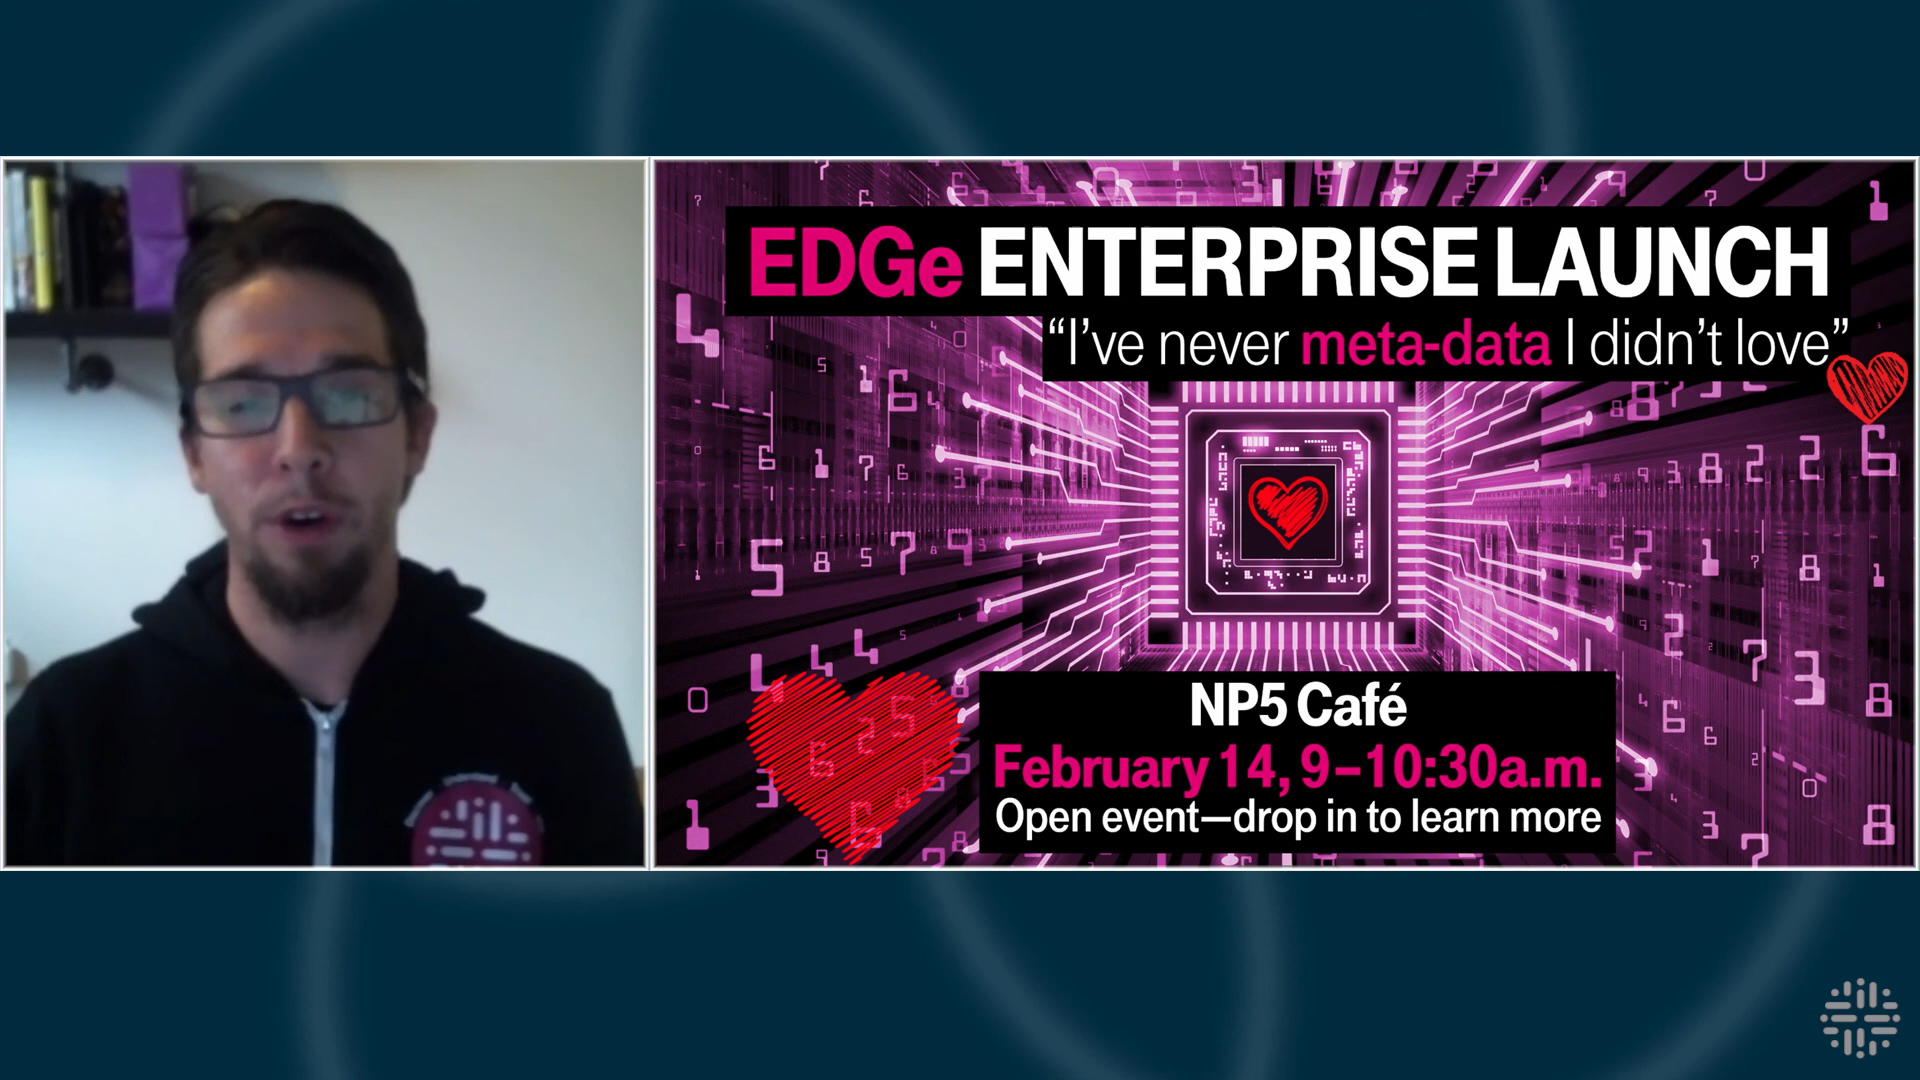 EDGe ENTERPRISE LAUNCH
“I’ve never meta-data I didn’t love”
NP5 Café
February 14, 9–10:30a.m.
Open event—drop in to learn more